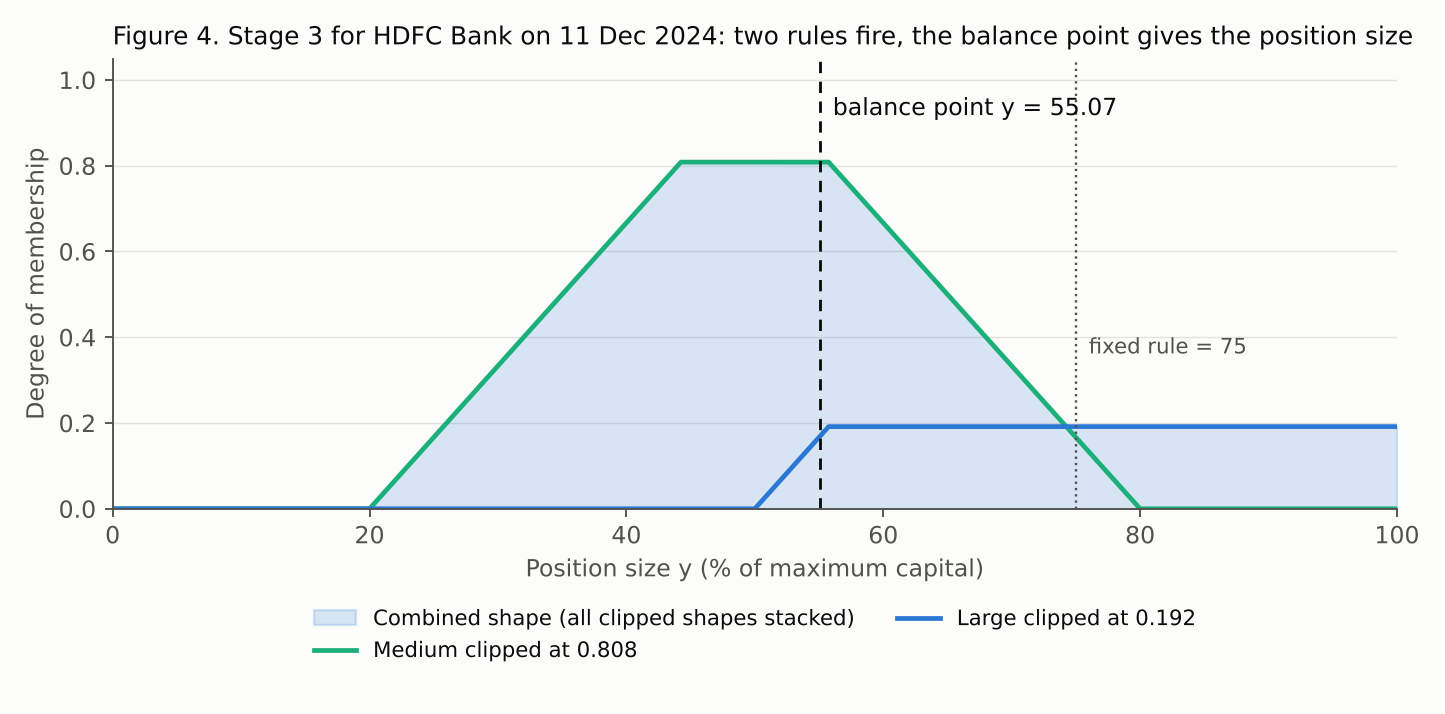 Figure 4. Stage 3 for HDFC Bank on 11 Dec 2024: two rules fire, the balance point gives the position size
1.0
balance point y = 55.07
0.8
0.6
0.4
fixed rule = 75
0.2
0.0
Degree of membership
0 20 40 60 80 100
Position size y (% of maximum capital)
Combined shape (all clipped shapes stacked) Large clipped at 0.192
Medium clipped at 0.808